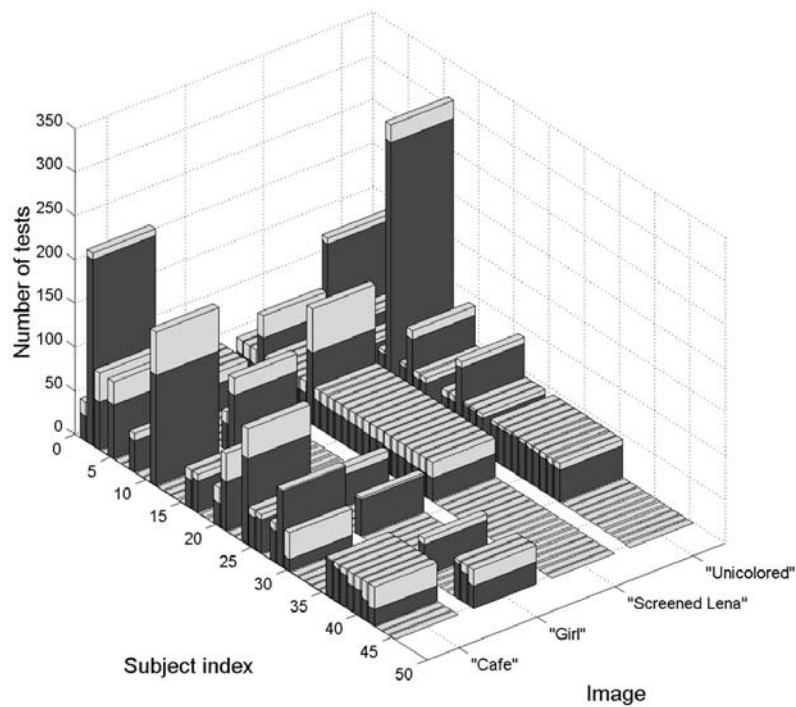 350
300
250
200
150
100
50
0
Number of tests
0
5
10
15
20
25
30
35
40
45
50
Subject index
"Cafe"
"Girl"
"Screened Lena"
"Unicolored"
Image